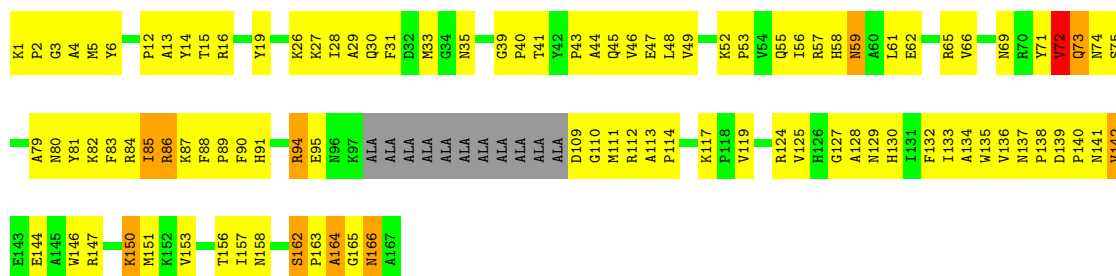 K1 P2 G3 A4 M5 Y6 P12 A13 Y14 T15 R16 Y19 K26 K27 I28 A29 Q30 F31 D32 M33 G34 N35 G39 P40 T41 Y42 P43 A44 Q45 V46 E47 L48 V49 K52 P53 V54 Q55 I56 R57 H58 N59 A60 L61 E62 R65 V66 N69 R70 Y71 V72 Q73 N74 S75
A79 N80 Y81 K82 F83 R84 I85 R86 K87 F88 P89 F90 H91 R94 E95 N96 K97 ALA ALA ALA ALA ALA ALA ALA ALA D109 G110 M111 R112 A113 P114 K117 P118 V119 R124 V125 H126 G127 A128 N129 H130 I131 F132 I133 A134 W135 V136 N137 P138 D139 P140 N141
E143 E144 A145 W146 R147 K150 M151 K152 V153 T156 I157 N158 S162 P163 A164 G165 N166 A167